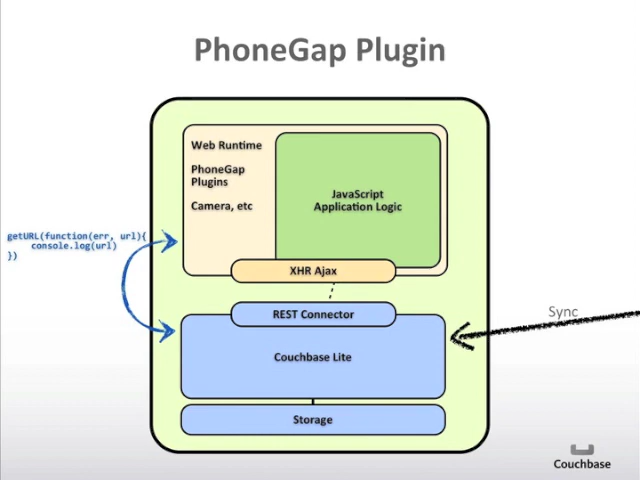 PhoneGap Plugin
Web Runtime
PhoneGap
Plugins
Camera, etc
JavaScript
Application Logic
getURL(function(err, url){
console.log(url)
})
XHR Ajax
REST Connector
Sync
Couchbase Lite
Storage
Couchbase